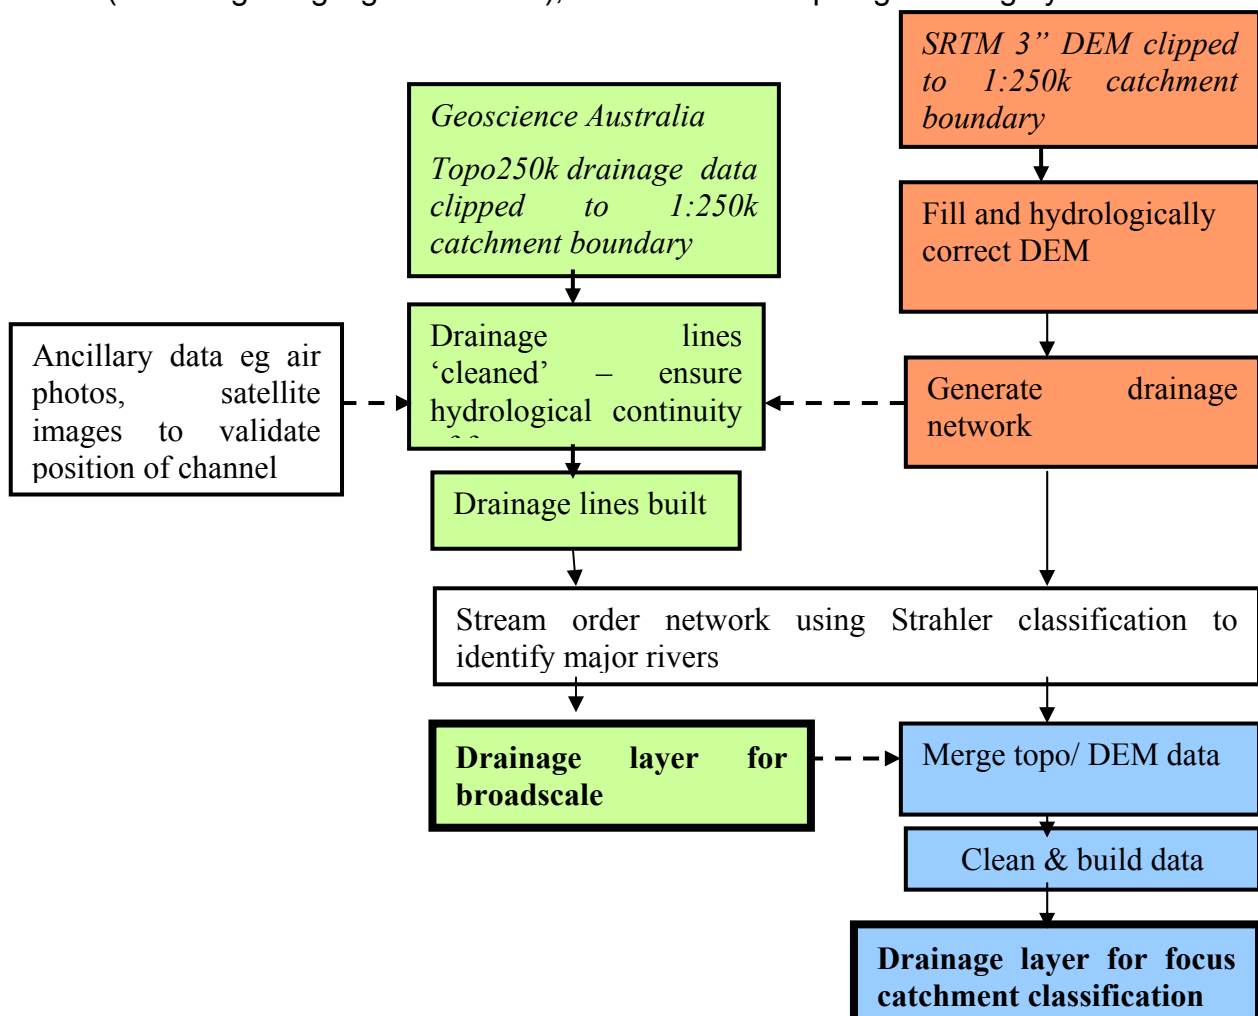 SRTM 3” DEM clipped
to 1:250k catchment
boundary
Geoscience Australia
Topo250k drainage data
clipped to 1:250k
catchment boundary
Fill and hydrologically
correct DEM
Ancillary data eg air
photos, satellite
images to validate
position of channel
Drainage lines
‘cleaned’ – ensure
hydrological continuity
Generate drainage
network
Drainage lines built
Stream order network using Strahler classification to
identify major rivers
Drainage layer for
broadscale
Merge topo/ DEM data
Clean & build data
Drainage layer for focus
catchment classification